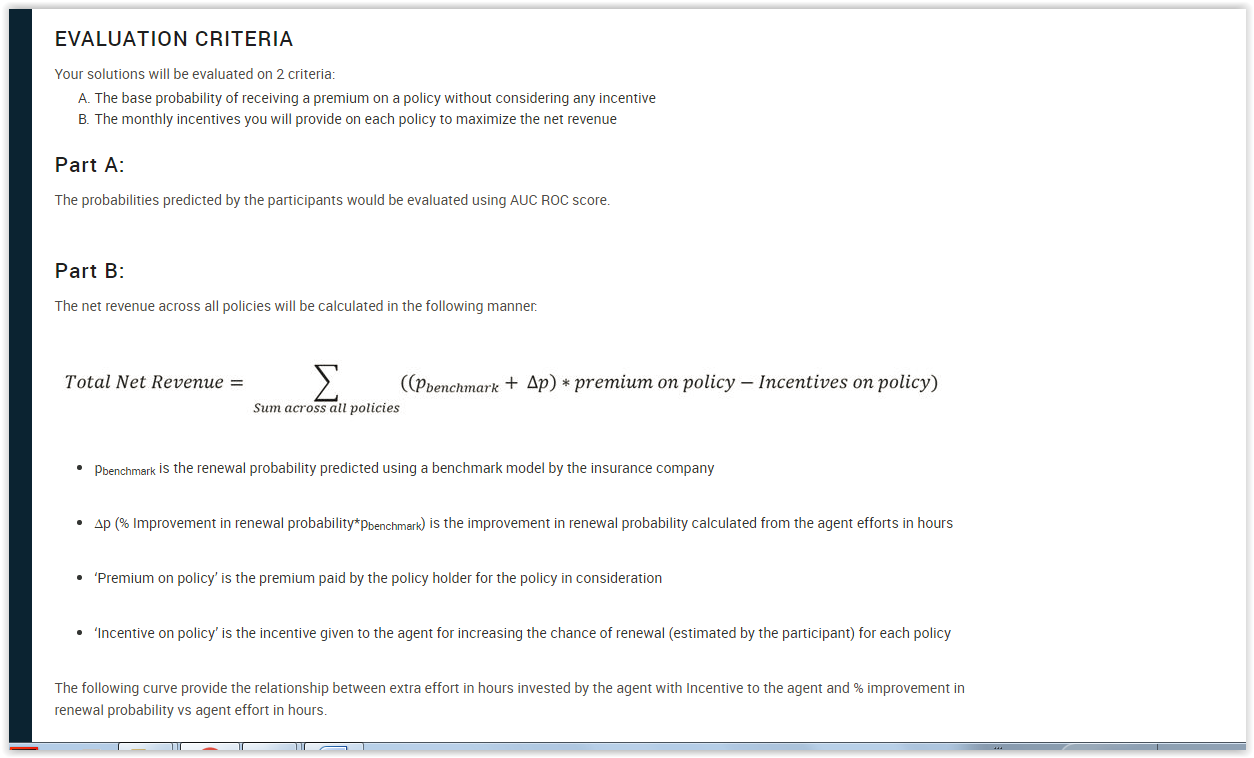 EVALUATION CRITERIA
Your solutions will be evaluated on 2 criteria:
A. The base probability of receiving a premium on a policy without considering any incentive
B. The monthly incentives you will provide on each policy to maximize the net revenue
Part A:
The probabilities predicted by the participants would be evaluated using AUC ROC score.
Part B:
The net revenue across all policies will be calculated in the following manner:
Total Net Revenue = ∑ ((pbenchmark + Δp) * premium on policy − Incentives on policy)
Sum across all policies
• pbenchmark is the renewal probability predicted using a benchmark model by the insurance company
• Δp (% Improvement in renewal probability*pbenchmark) is the improvement in renewal probability calculated from the agent efforts in hours
• ‘Premium on policy’ is the premium paid by the policy holder for the policy in consideration
• ‘Incentive on policy’ is the incentive given to the agent for increasing the chance of renewal (estimated by the participant) for each policy
The following curve provide the relationship between extra effort in hours invested by the agent with Incentive to the agent and % improvement in
renewal probability vs agent effort in hours.